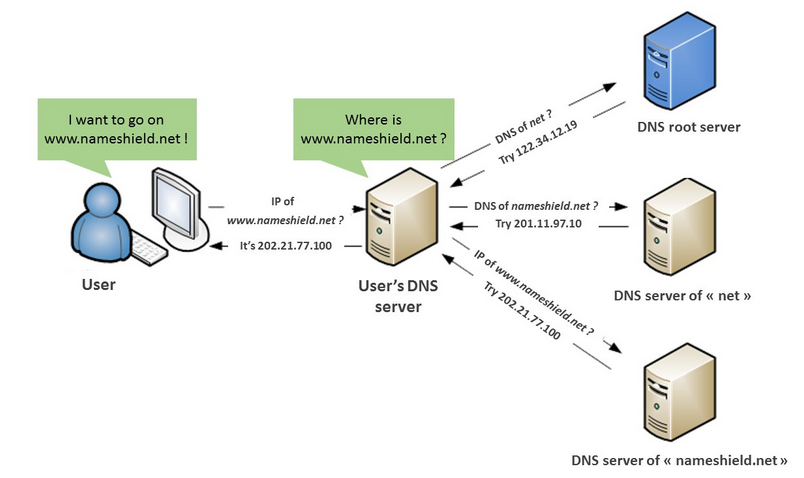 I want to go on
www.nameshield.net !
Where is
www.nameshield.net ?
User
IP of
www.nameshield.net ?
It's 202.21.77.100
User's DNS
server
DNS of net ?
Try 122.34.12.19
DNS root server
DNS of nameshield.net ?
Try 201.11.97.10
DNS server of « net »
IP of www.nameshield.net ?
Try 202.21.77.100
DNS server of « nameshield.net »